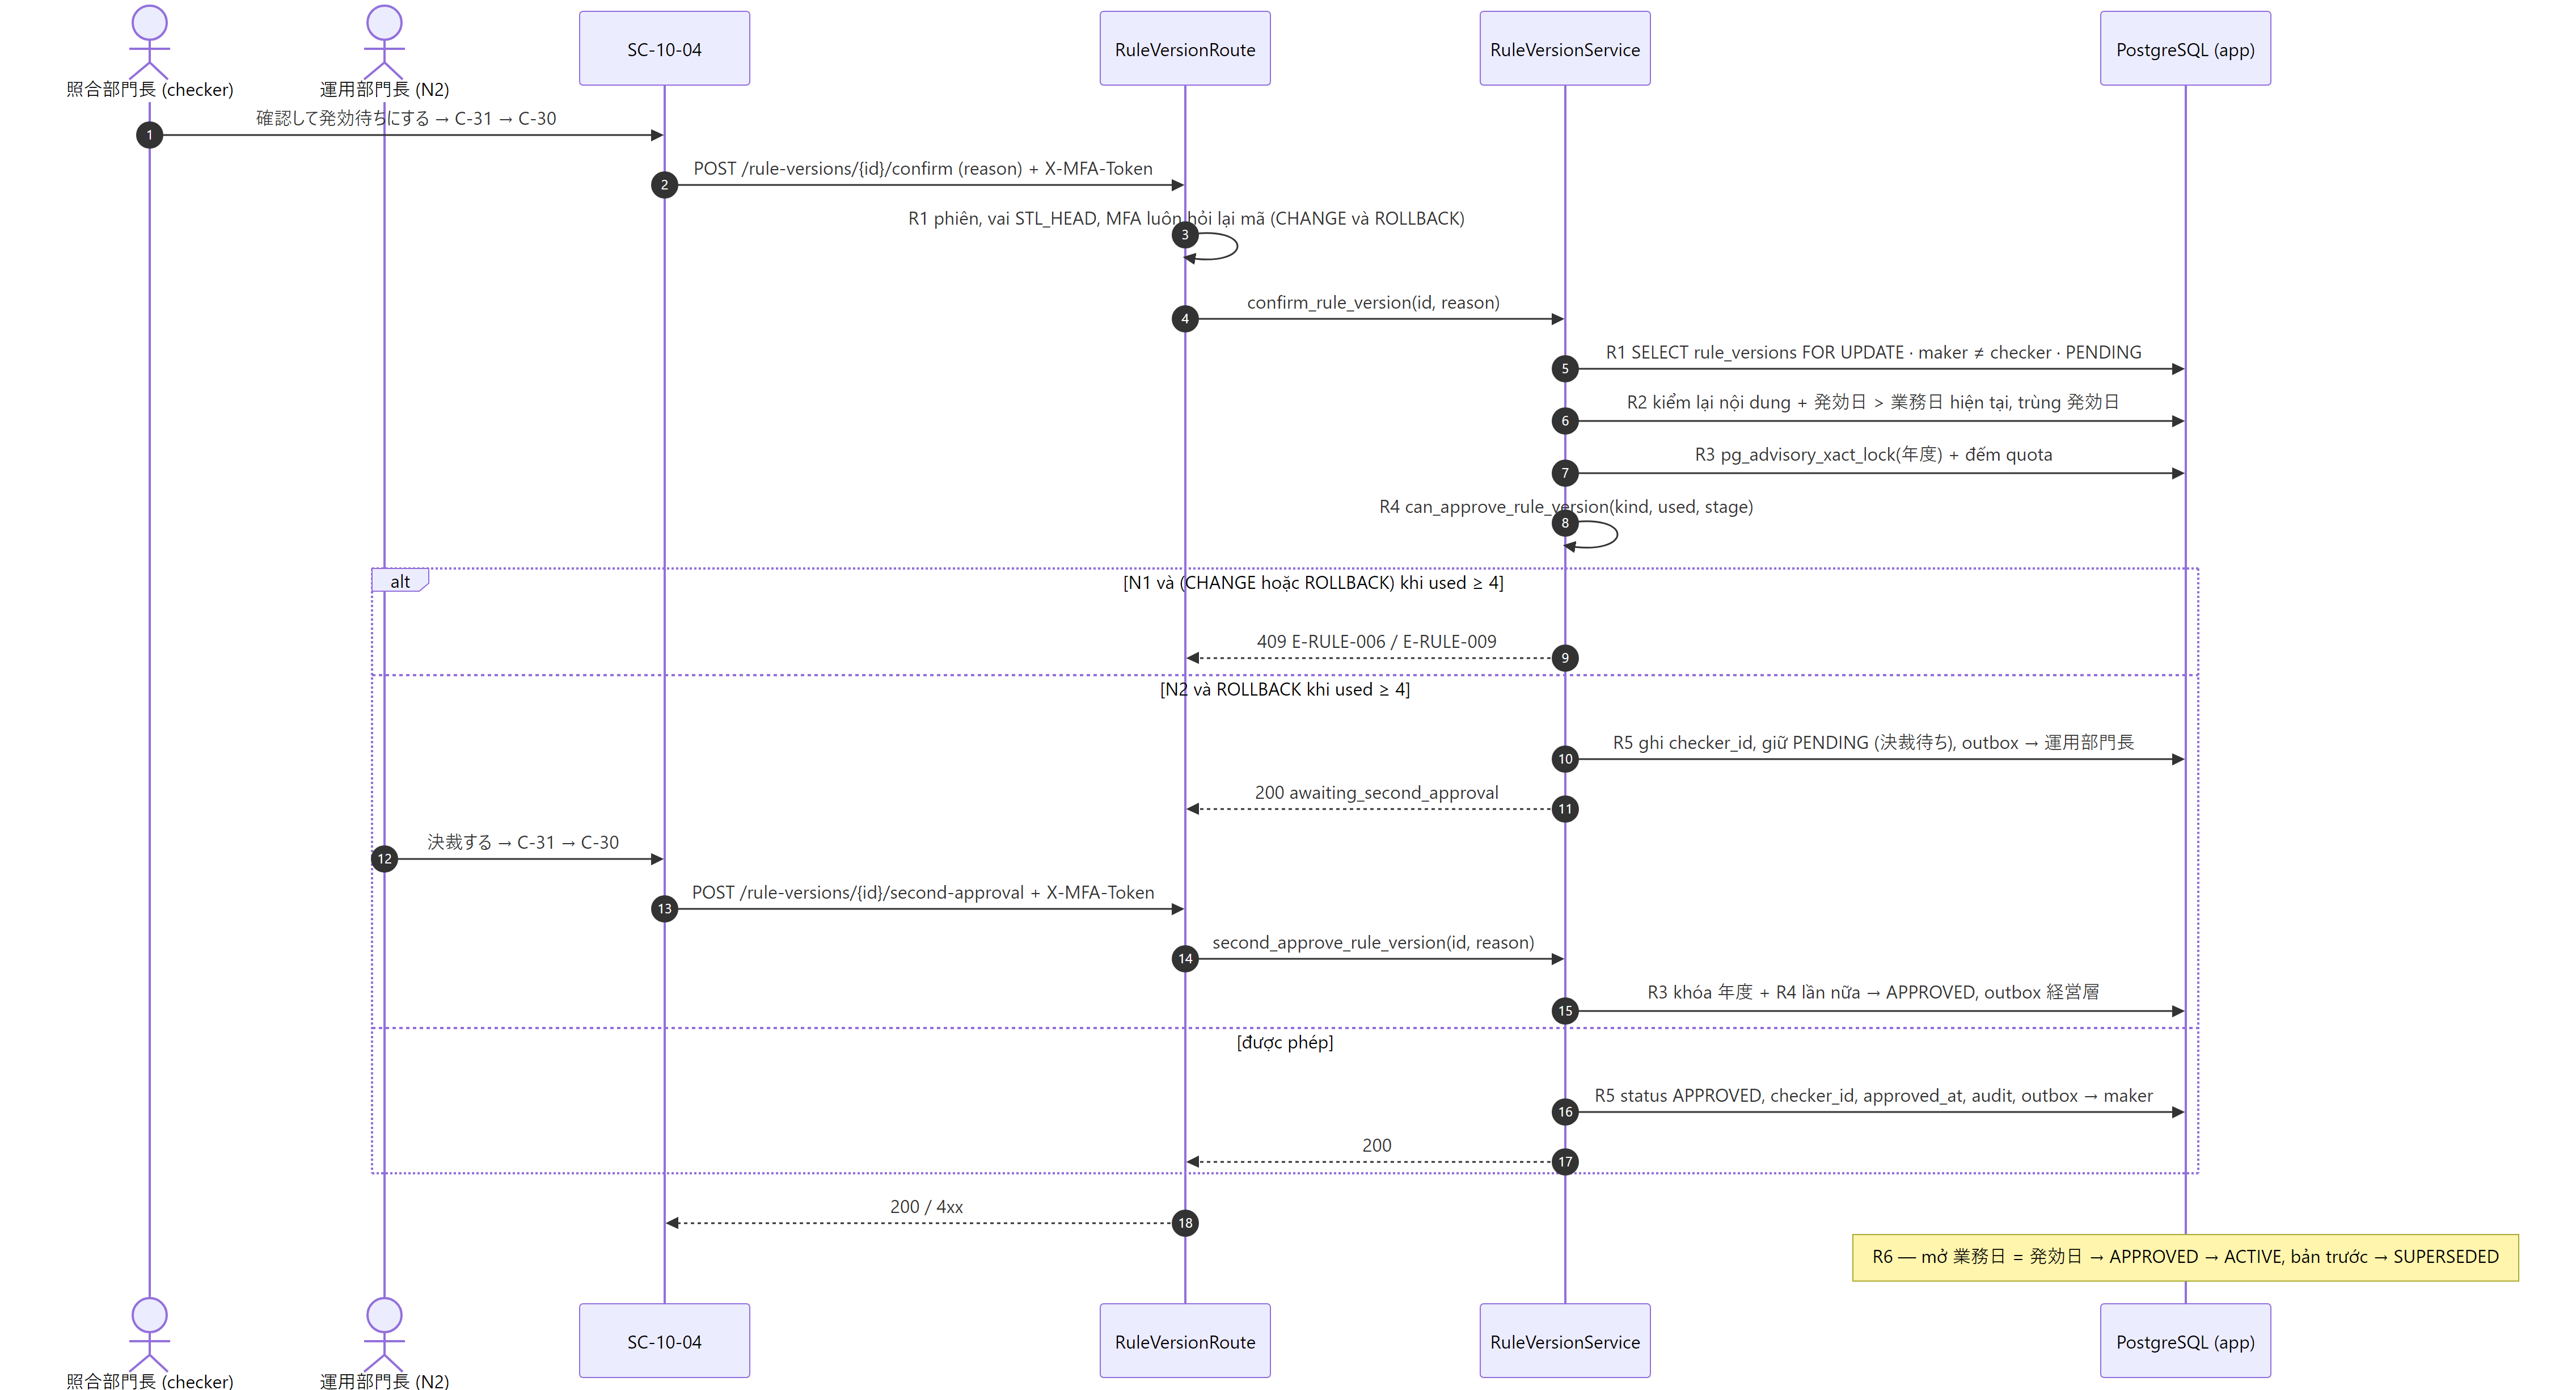 照合部門長 (checker)
運用部門長 (N2)
SC-10-04
RuleVersionRoute
RuleVersionService
PostgreSQL (app)
1
確認して発効待ちにする → C-31 → C-30
2
POST /rule-versions/{id}/confirm (reason) + X-MFA-Token
R1 phiên, vai STL_HEAD, MFA luôn hỏi lại mã (CHANGE và ROLLBACK)
3
confirm_rule_version(id, reason)
4
R1 SELECT rule_versions FOR UPDATE · maker ≠ checker · PENDING
5
R2 kiểm lại nội dung + 発効日 > 業務日 hiện tại, trùng 発効日
6
R3 pg_advisory_xact_lock(年度) + đếm quota
7
R4 can_approve_rule_version(kind, used, stage)
8
alt
[N1 và (CHANGE hoặc ROLLBACK) khi used ≥ 4]
409 E-RULE-006 / E-RULE-009
9
[N2 và ROLLBACK khi used ≥ 4]
R5 ghi checker_id, giữ PENDING (決裁待ち), outbox → 運用部門長
10
200 awaiting_second_approval
11
決裁する → C-31 → C-30
12
POST /rule-versions/{id}/second-approval + X-MFA-Token
13
second_approve_rule_version(id, reason)
14
R3 khóa 年度 + R4 lần nữa → APPROVED, outbox 経営層
15
[được phép]
R5 status APPROVED, checker_id, approved_at, audit, outbox → maker
16
200
17
200 / 4xx
18
R6 — mở 業務日 = 発効日 → APPROVED → ACTIVE, bản trước → SUPERSEDED
SC-10-04
RuleVersionRoute
RuleVersionService
PostgreSQL (app)
照合部門長 (checker)
運用部門長 (N2)